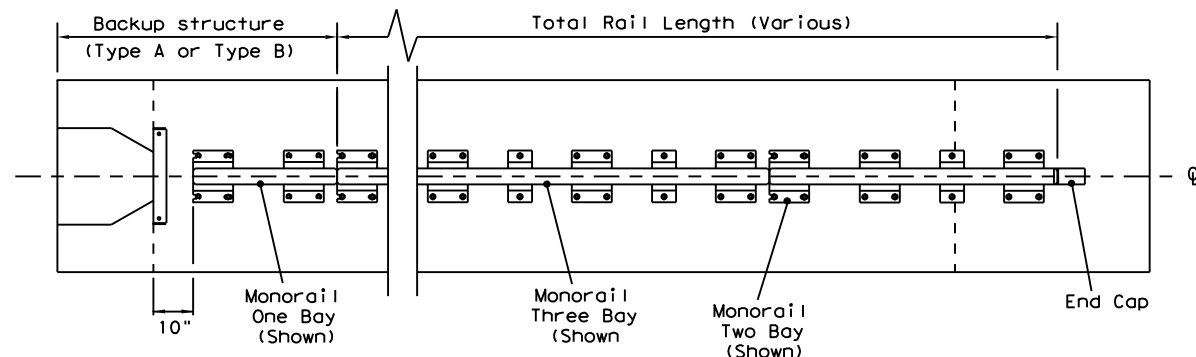 Backup structure
(Type A or Type B)
Total Rail Length (Various)
℄
10"
Monorail
One Bay
(Shown)
Monorail
Three Bay
(Shown
Monorail
Two Bay
(Shown)
End Cap